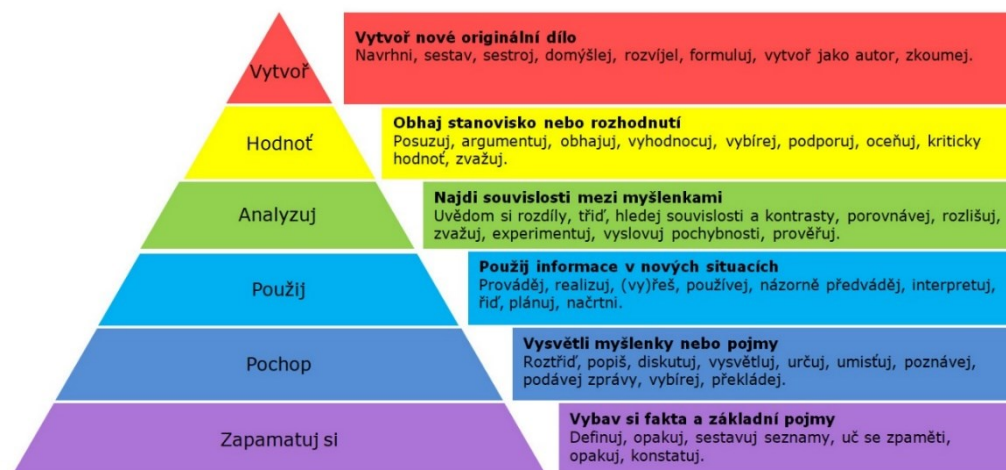 Vytvoř
Vytvoř nové originální dílo
Navrhni, sestav, sestroj, domýšlej, rozvíjel, formuluj, vytvoř jako autor, zkoumej.
Hodnoť
Obhaj stanovisko nebo rozhodnutí
Posuzuj, argumentuj, obhajuj, vyhodnocuj, vybírej, podporuj, oceňuj, kriticky
hodnoť, zvažuj.
Analyzuj
Najdi souvislosti mezi myšlenkami
Uvědom si rozdíly, třiď, hledej souvislosti a kontrasty, porovnávej, rozlišuj,
zvažuj, experimentuj, vyslovuj pochybnosti, prověřuj.
Použij
Použij informace v nových situacích
Prováděj, realizuj, (vy)řeš, používej, názorně předváděj, interpretuj,
řiď, plánuj, načrtni.
Pochop
Vysvětli myšlenky nebo pojmy
Roztřiď, popiš, diskutuj, vysvětluj, určuj, umisťuj, poznávej,
podávej zprávy, vybírej, překládej.
Zapamatuj si
Vybav si fakta a základní pojmy
Definuj, opakuj, sestavuj seznamy, uč se zpaměti,
opakuj, konstatuj.